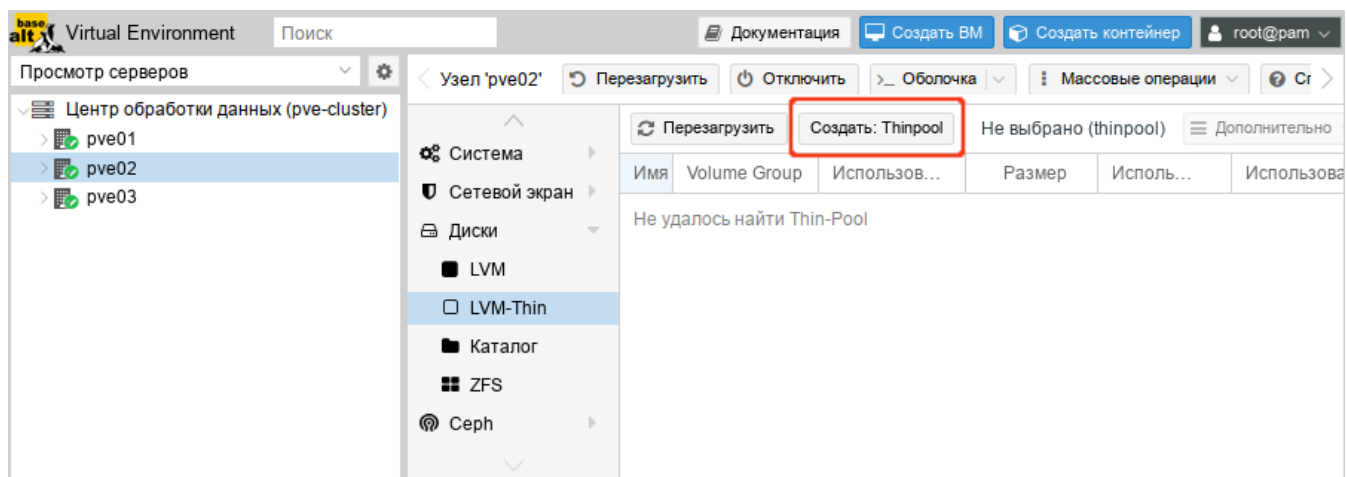 base alt Virtual Environment Поиск Документация Создать ВМ Создать контейнер root@pam
Просмотр серверов Узел 'pve02' Перезагрузить Отключить >_ Оболочка Массовые операции
Центр обработки данных (pve-cluster)
pve01
pve02
pve03
Система
Сетевой экран
Диски
LVM
LVM-Thin
Каталог
ZFS
Ceph
Перезагрузить Создать: Thinpool Не выбрано (thinpool) Дополнительно
Имя Volume Group Использов... Размер Исполь... Использова
Не удалось найти Thin-Pool